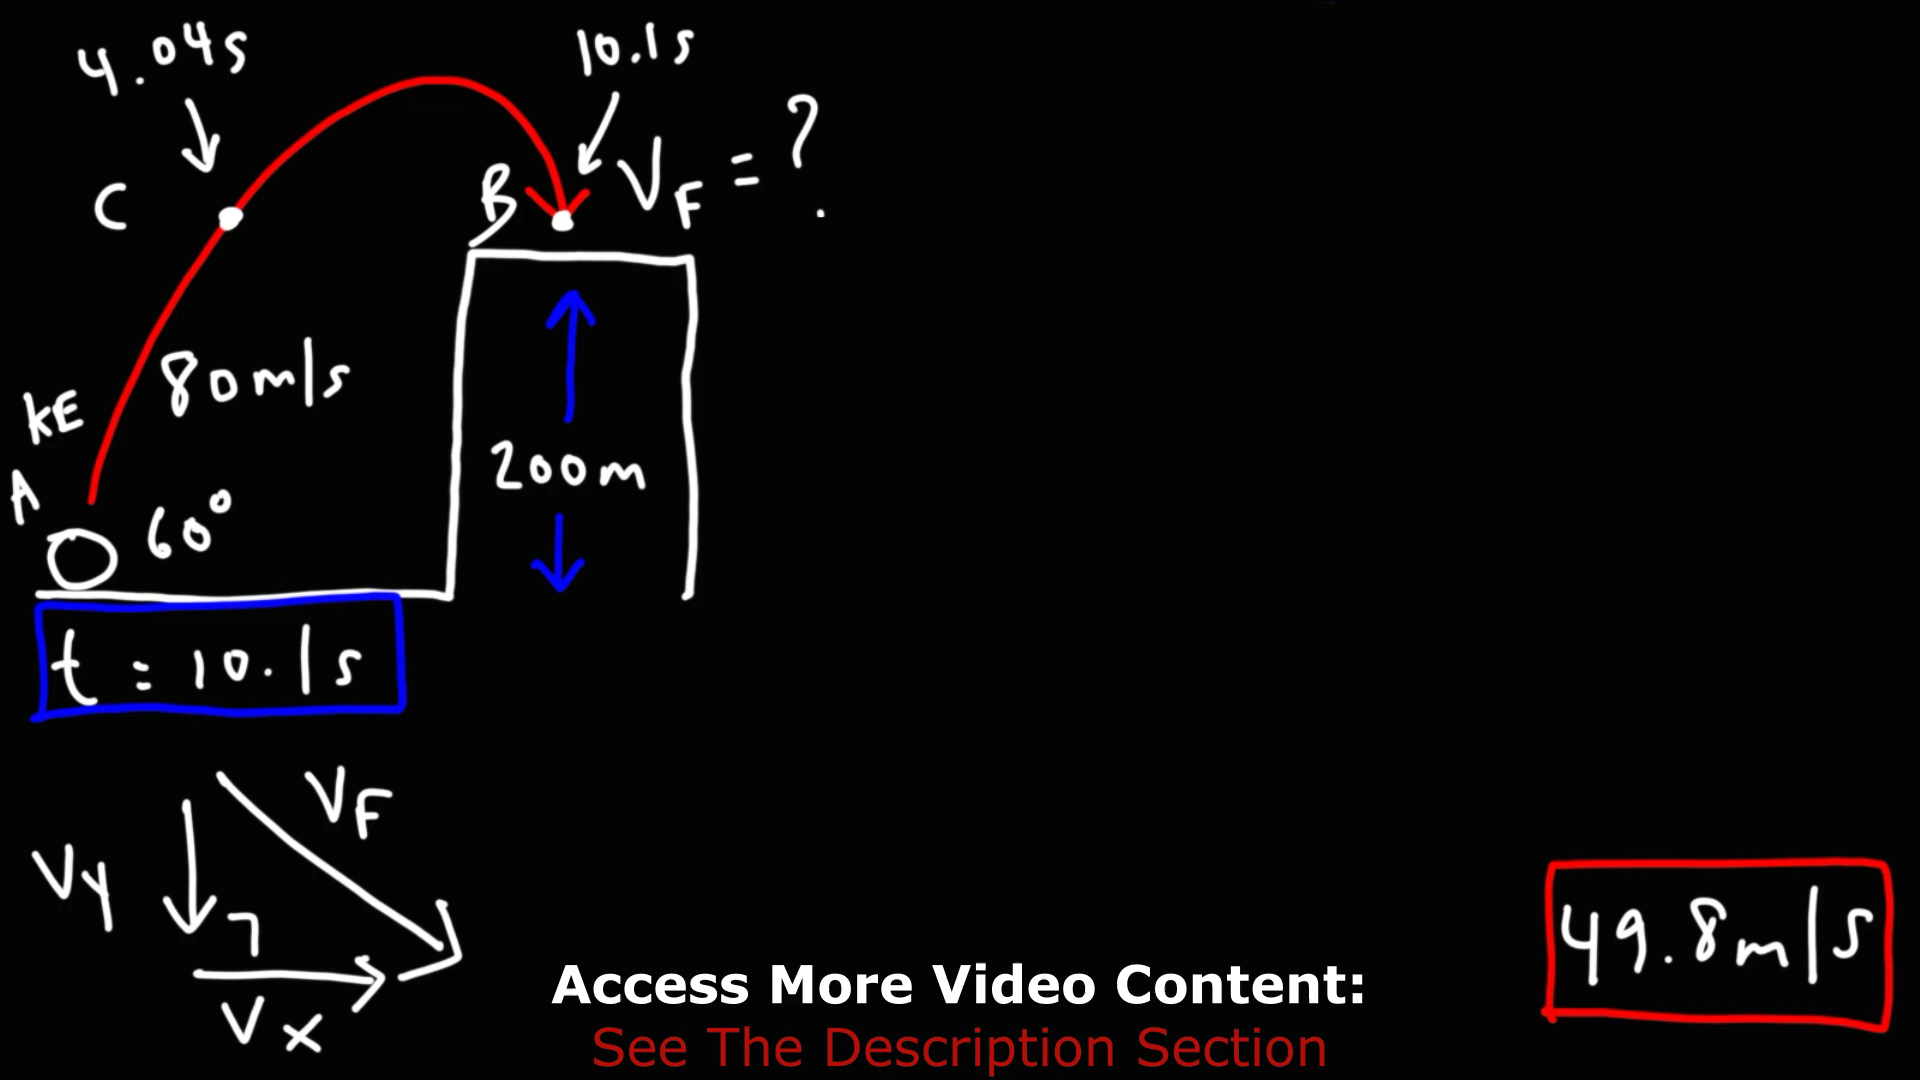 4.04s
10.1s
C
B
VF = ?
80m/s
KE
A
60°
200m
t = 10.1s
VF
Vy
Vx
49.8m/s
Access More Video Content:
See The Description Section